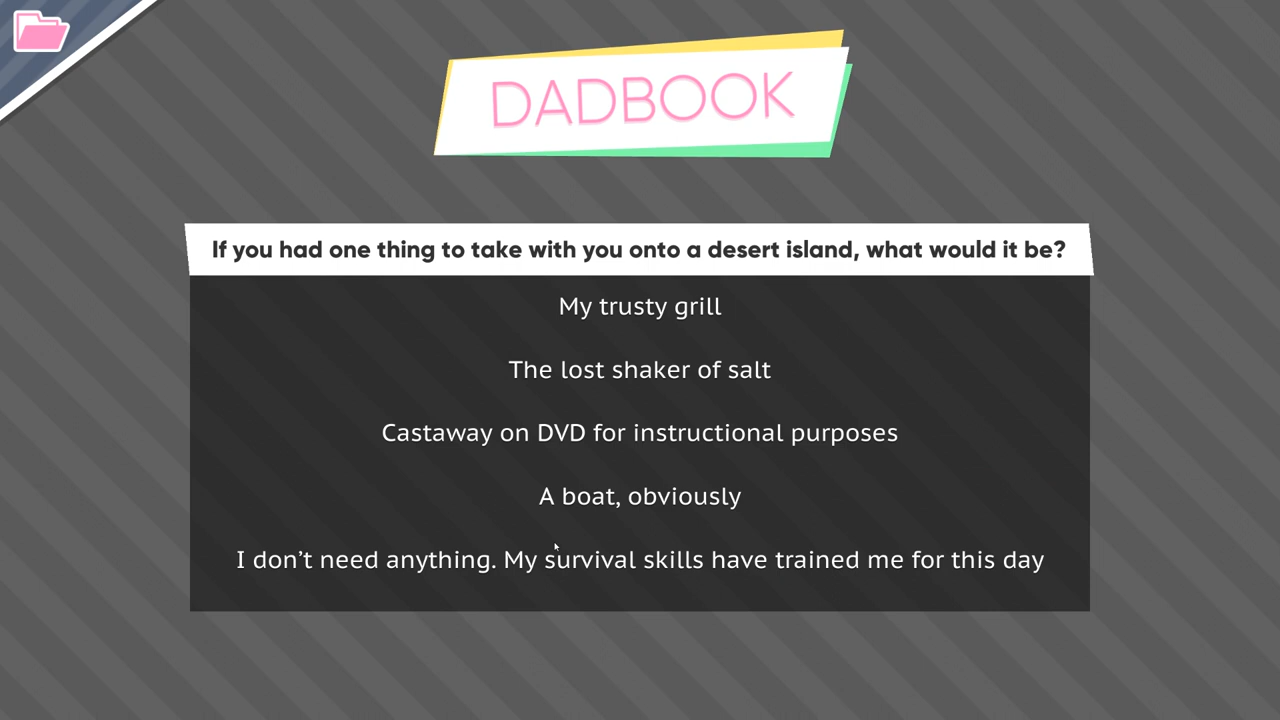 DADBOOK
If you had one thing to take with you onto a desert island, what would it be?
My trusty grill
The lost shaker of salt
Castaway on DVD for instructional purposes
A boat, obviously
I don’t need anything. My survival skills have trained me for this day